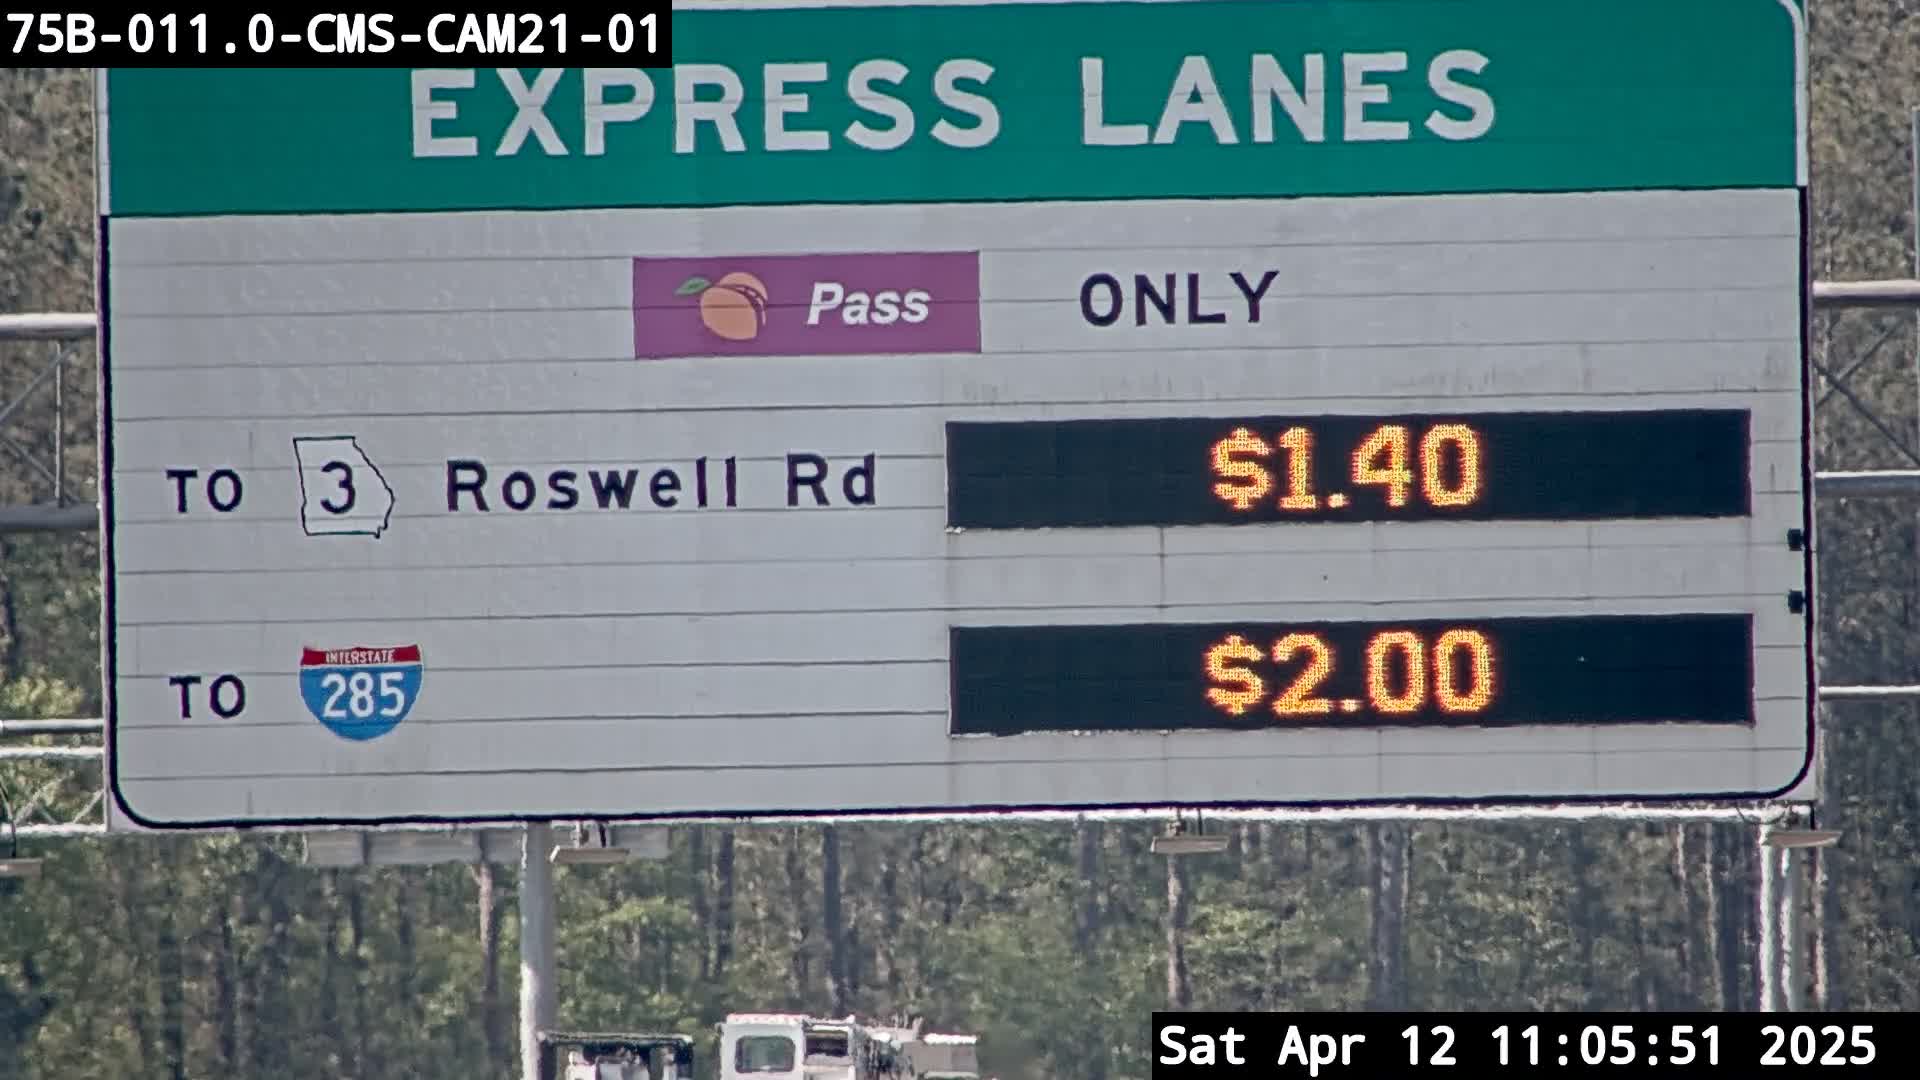 75B-011.0-CMS-CAM21-01
EXPRESS LANES
Pass ONLY
TO 3 Roswell Rd $1.40
INTERSTATE
TO 285 $2.00
Sat Apr 12 11:05:51 2025